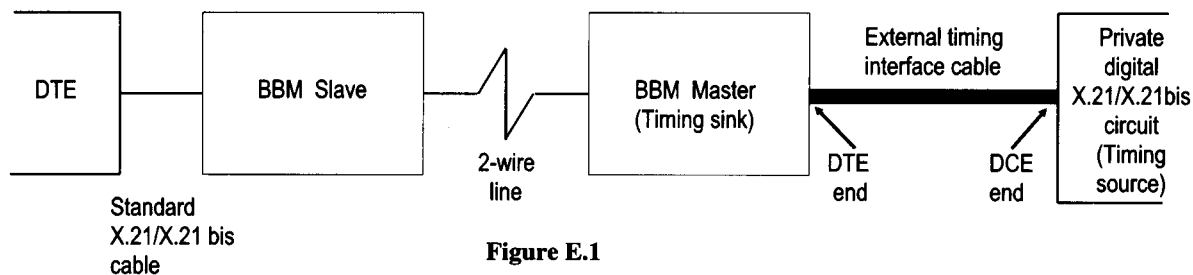 DTE
Standard
X.21/X.21 bis
cable
BBM Slave
2-wire
line
BBM Master
(Timing sink)
External timing
interface cable
DTE
end
DCE
end
Private
digital
X.21/X.21bis
circuit
(Timing
source)
Figure E.1